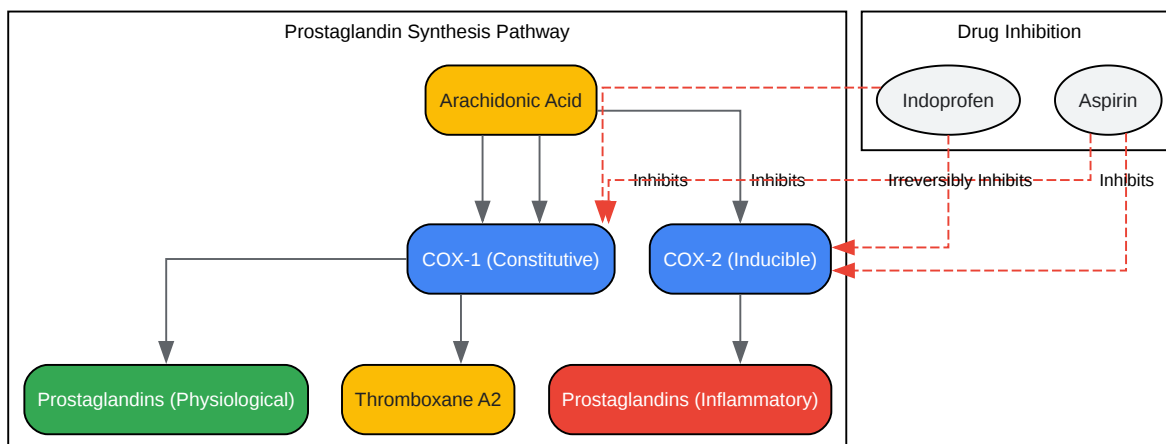 Prostaglandin Synthesis Pathway
Drug Inhibition
Arachidonic Acid
Indoprofen
Aspirin
Inhibits
Inhibits
Irreversibly Inhibits
Inhibits
COX-1 (Constitutive)
COX-2 (Inducible)
Prostaglandins (Physiological)
Thromboxane A2
Prostaglandins (Inflammatory)